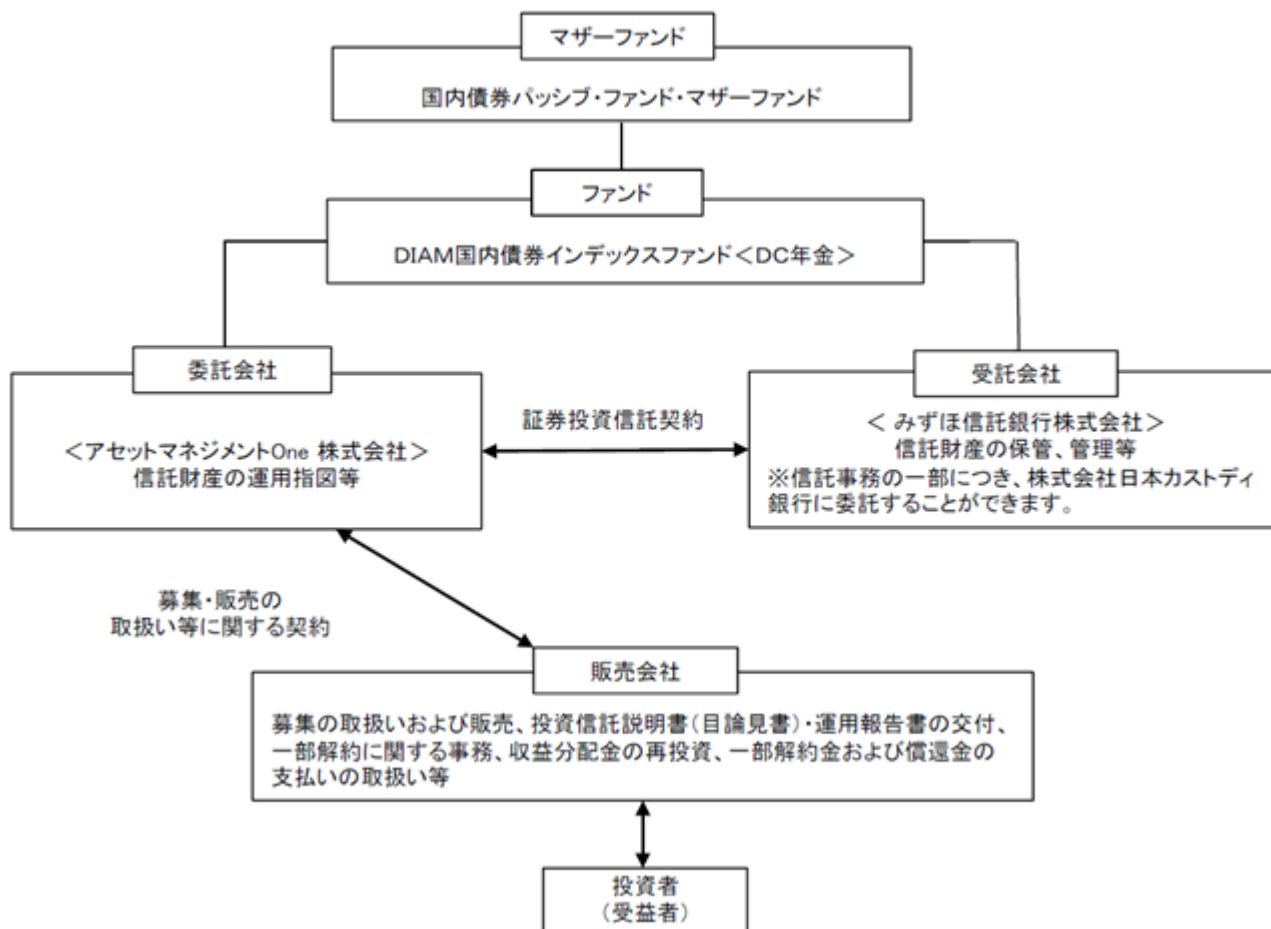 マザーファンド
国内債券パッシブ・ファンド・マザーファンド
ファンド
DIAM国内債券インデックスファンド＜DC年金＞
委託会社
＜アセットマネジメントOne 株式会社＞
信託財産の運用指図等
証券投資信託契約
受託会社
＜ みずほ信託銀行株式会社＞
信託財産の保管、管理等
※信託事務の一部につき、株式会社日本カストディ
銀行に委託することができます。
募集・販売の
取扱い等に関する契約
販売会社
募集の取扱いおよび販売、投資信託説明書（目論見書）・運用報告書の交付、
一部解約に関する事務、収益分配金の再投資、一部解約金および償還金の
支払いの取扱い等
投資者
（受益者）